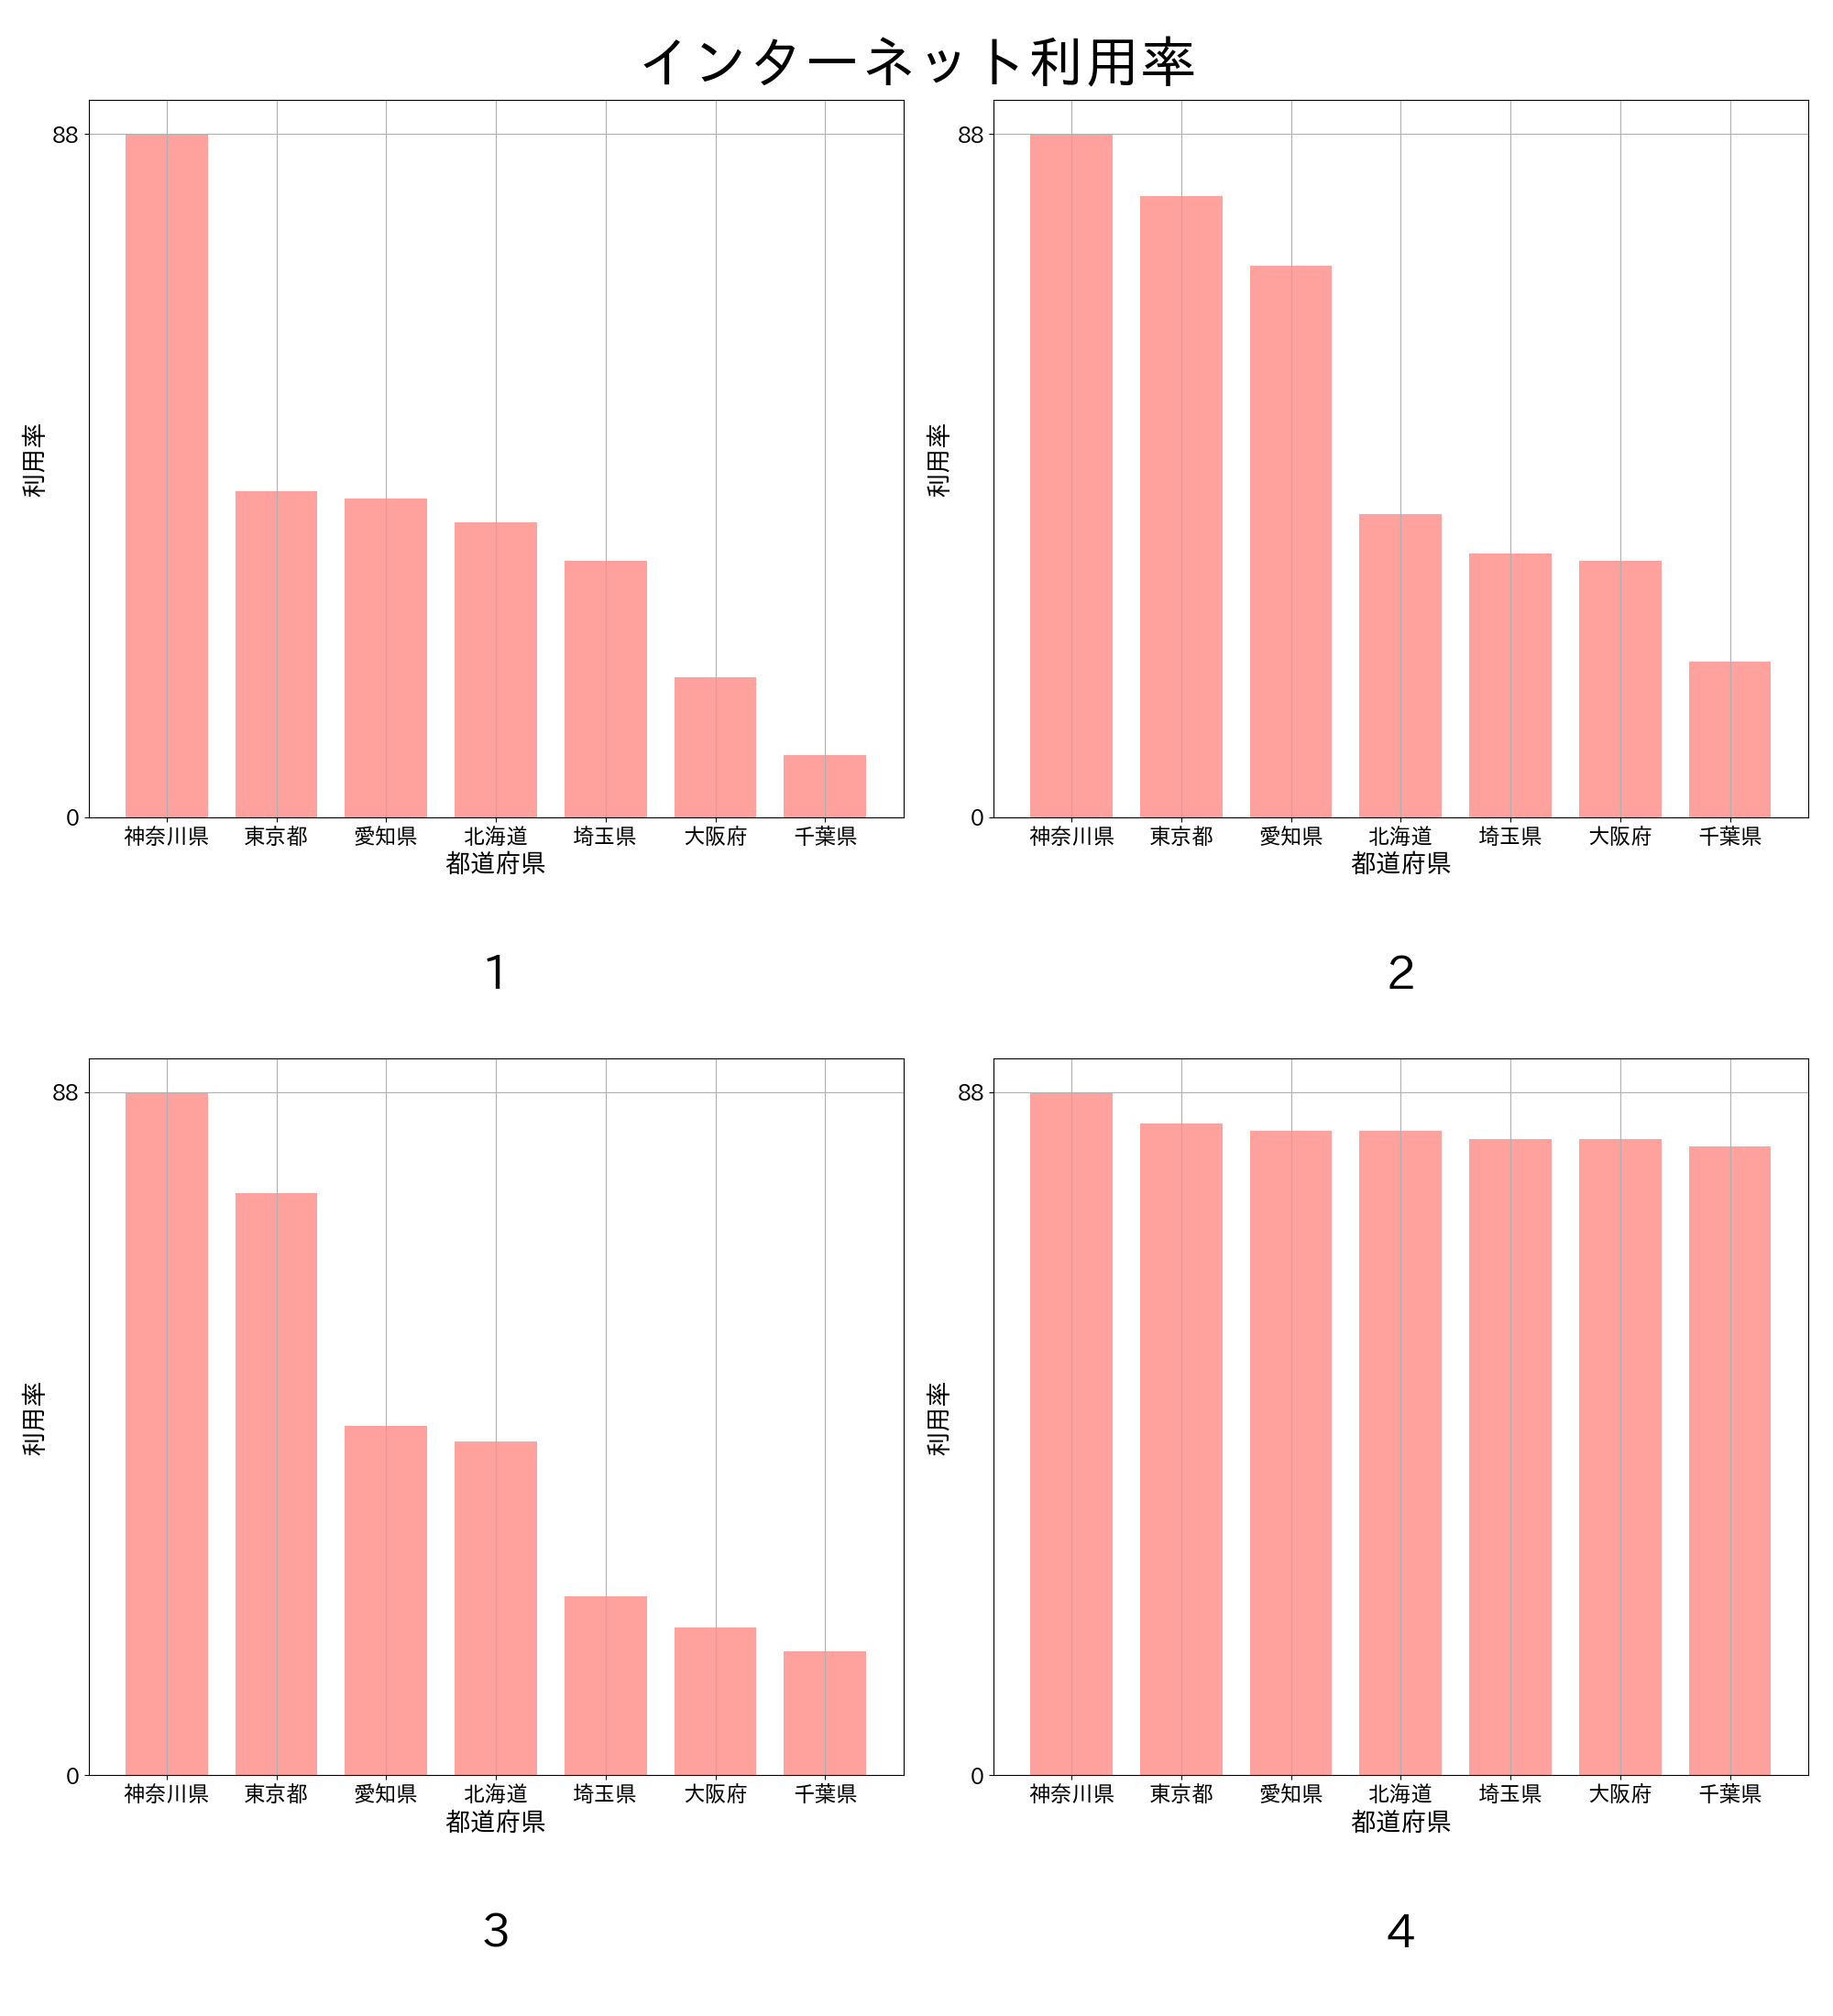 インターネット利用率
88
0
利用率
神奈川県 東京都 愛知県 北海道 埼玉県 大阪府 千葉県
都道府県
1
88
0
利用率
神奈川県 東京都 愛知県 北海道 埼玉県 大阪府 千葉県
都道府県
2
88
0
利用率
神奈川県 東京都 愛知県 北海道 埼玉県 大阪府 千葉県
都道府県
3
88
0
利用率
神奈川県 東京都 愛知県 北海道 埼玉県 大阪府 千葉県
都道府県
4